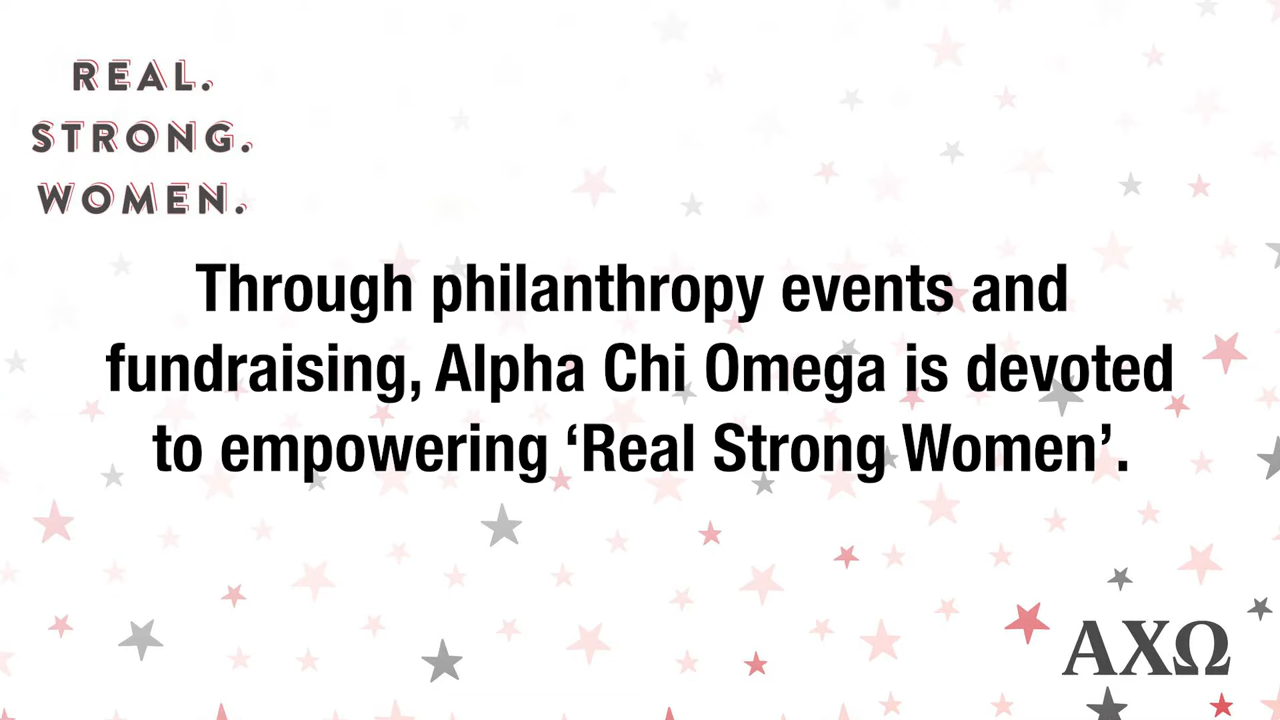 REAL.
STRONG.
WOMEN.
Through philanthropy events and
fundraising, Alpha Chi Omega is devoted
to empowering ‘Real Strong Women’.
ΑΧΩ